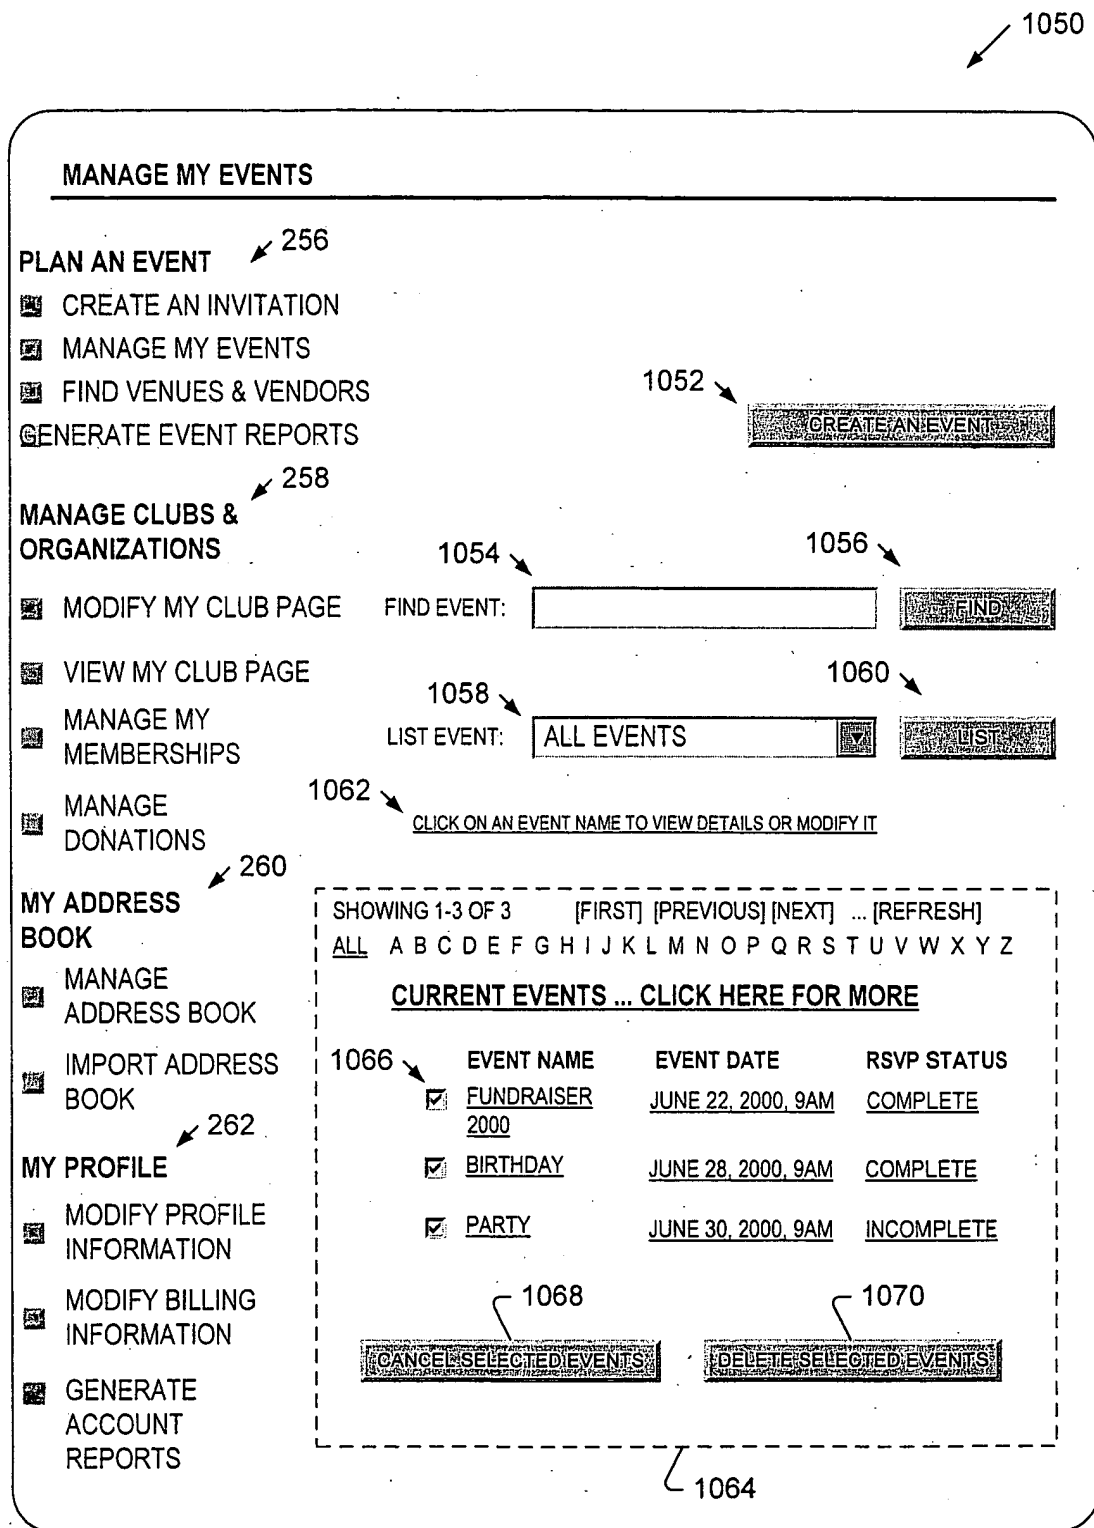 1050
MANAGE MY EVENTS
256
PLAN AN EVENT
CREATE AN INVITATION
MANAGE MY EVENTS
FIND VENUES & VENDORS
GENERATE EVENT REPORTS
1052
CREATE AN EVENT
258
MANAGE CLUBS &
ORGANIZATIONS
1054
1056
MODIFY MY CLUB PAGE
FIND EVENT:
FIND
VIEW MY CLUB PAGE
1058
1060
MANAGE MY
MEMBERSHIPS
LIST EVENT:
ALL EVENTS
LIST
1062
MANAGE
DONATIONS
CLICK ON AN EVENT NAME TO VIEW DETAILS OR MODIFY IT
260
MY ADDRESS
BOOK
MANAGE
ADDRESS BOOK
IMPORT ADDRESS
BOOK
262
MY PROFILE
MODIFY PROFILE
INFORMATION
MODIFY BILLING
INFORMATION
GENERATE
ACCOUNT
REPORTS
SHOWING 1-3 OF 3 [FIRST] [PREVIOUS] [NEXT] ... [REFRESH]
ALL A B C D E F G H I J K L M N O P Q R S T U V W X Y Z
CURRENT EVENTS ... CLICK HERE FOR MORE
1066
EVENT NAME EVENT DATE RSVP STATUS
FUNDRAISER JUNE 22, 2000, 9AM COMPLETE
2000
BIRTHDAY JUNE 28, 2000, 9AM COMPLETE
PARTY JUNE 30, 2000, 9AM INCOMPLETE
1068 1070
CANCEL SELECTED EVENTS DELETE SELECTED EVENTS
1064